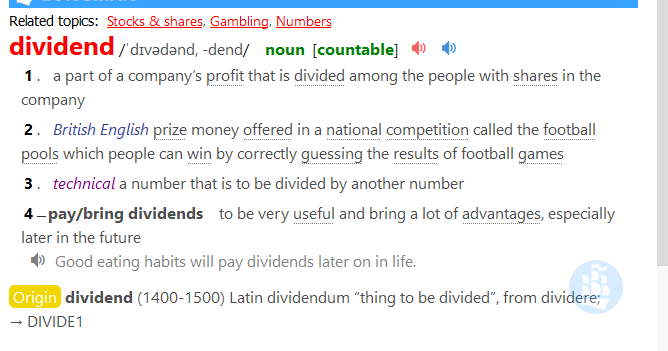 Related topics: Stocks & shares, Gambling, Numbers
dividend /ˈdɪvədənd, -dend/ noun [countable]
1 . a part of a company’s profit that is divided among the people with shares in the
company
2 . British English prize money offered in a national competition called the football
pools which people can win by correctly guessing the results of football games
3 . technical a number that is to be divided by another number
4 – pay/bring dividends to be very useful and bring a lot of advantages, especially
later in the future
Good eating habits will pay dividends later on in life.
Origin dividend (1400-1500) Latin dividendum “thing to be divided”, from dividere;
→ DIVIDE1